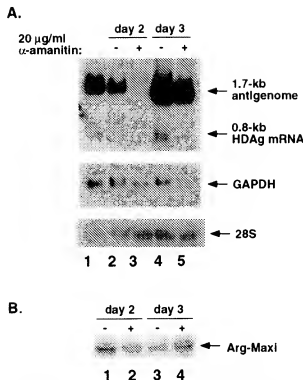 A.
day 2 day 3
20 µg/ml
α-amanitin: - + - +
1.7-kb
antigenome
0.8-kb
HDAg mRNA
GAPDH
28S
1 2 3 4 5
B.
day 2 day 3
- + - +
Arg-Maxi
1 2 3 4